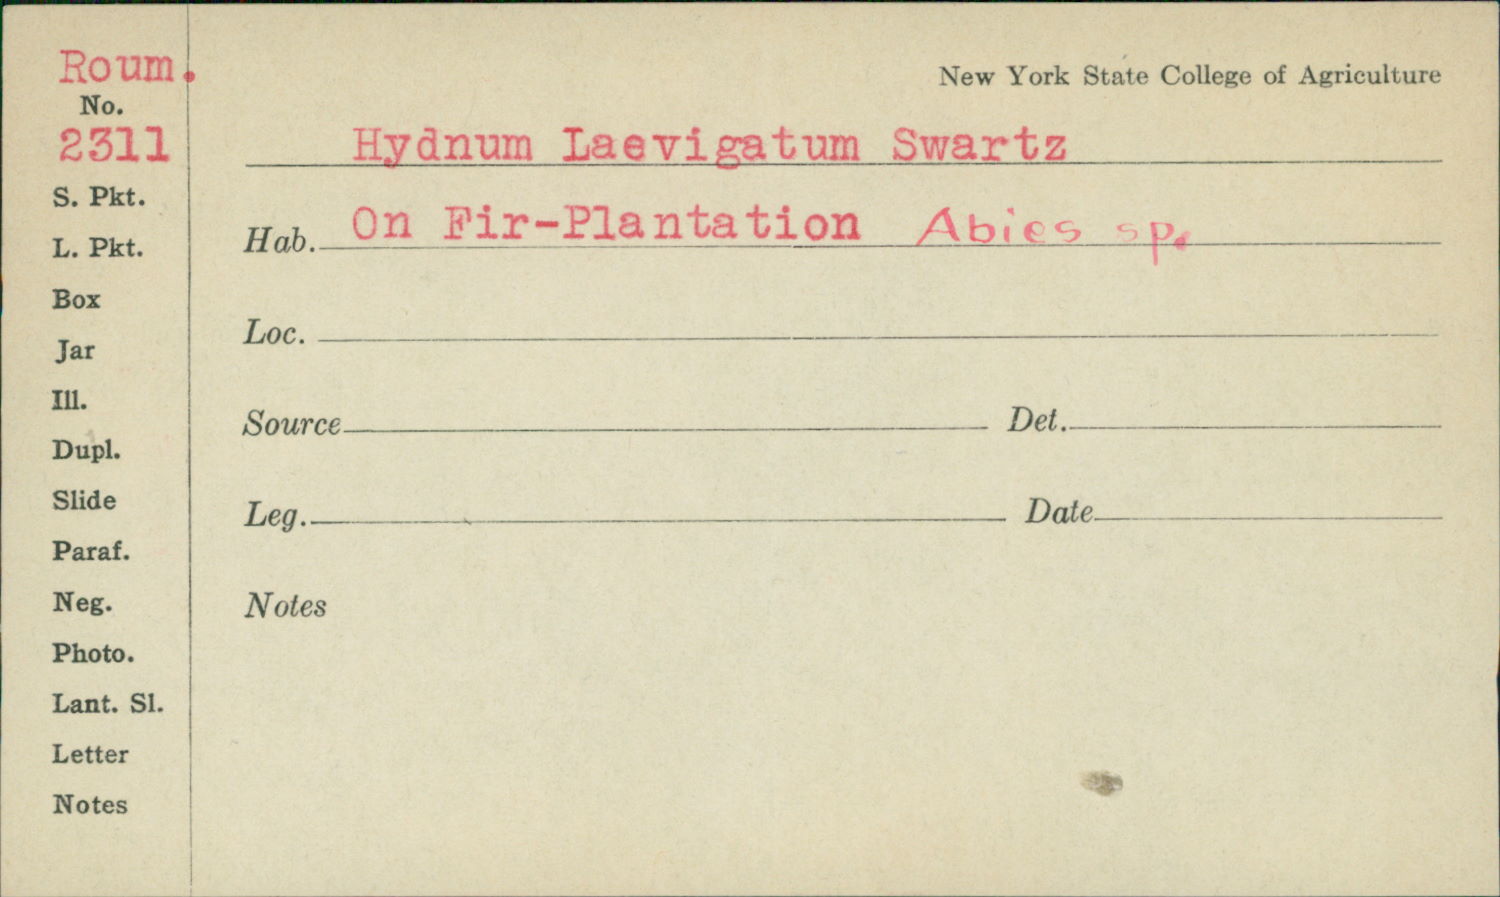 Roum.
New York State College of Agriculture
No.
2311
Hydnum Laevigatum Swartz
S. Pkt.
Hab. On Fir-Plantation Abies sp.
L. Pkt.
Box
Loc.
Jar
Ill.
Source Det.
Dupl.
Slide
Leg. Date
Paraf.
Neg.
Notes
Photo.
Lant. Sl.
Letter
Notes